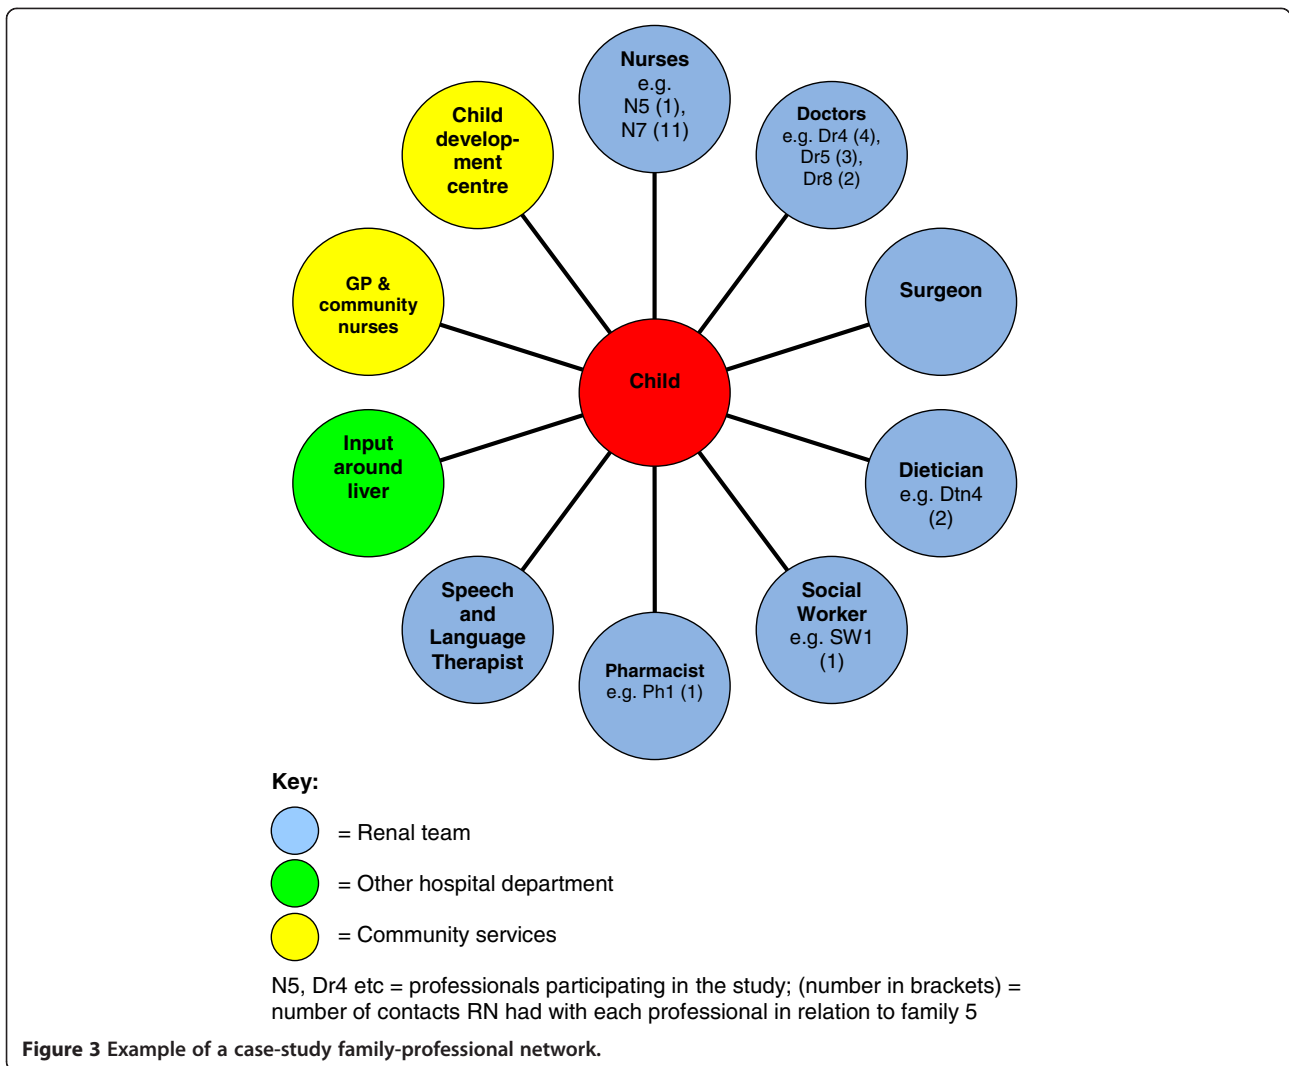 Nurses
e.g.
N5 (1),
N7 (11)
Doctors
e.g. Dr4 (4),
Dr5 (3),
Dr8 (2)
Surgeon
Dietician
e.g. Dtn4
(2)
Social
Worker
e.g. SW1
(1)
Pharmacist
e.g. Ph1 (1)
Speech
and
Language
Therapist
Input
around
liver
GP &
community
nurses
Child
develop-
ment
centre
Child
Key:
= Renal team
= Other hospital department
= Community services
N5, Dr4 etc = professionals participating in the study; (number in brackets) =
number of contacts RN had with each professional in relation to family 5
Figure 3 Example of a case-study family-professional network.